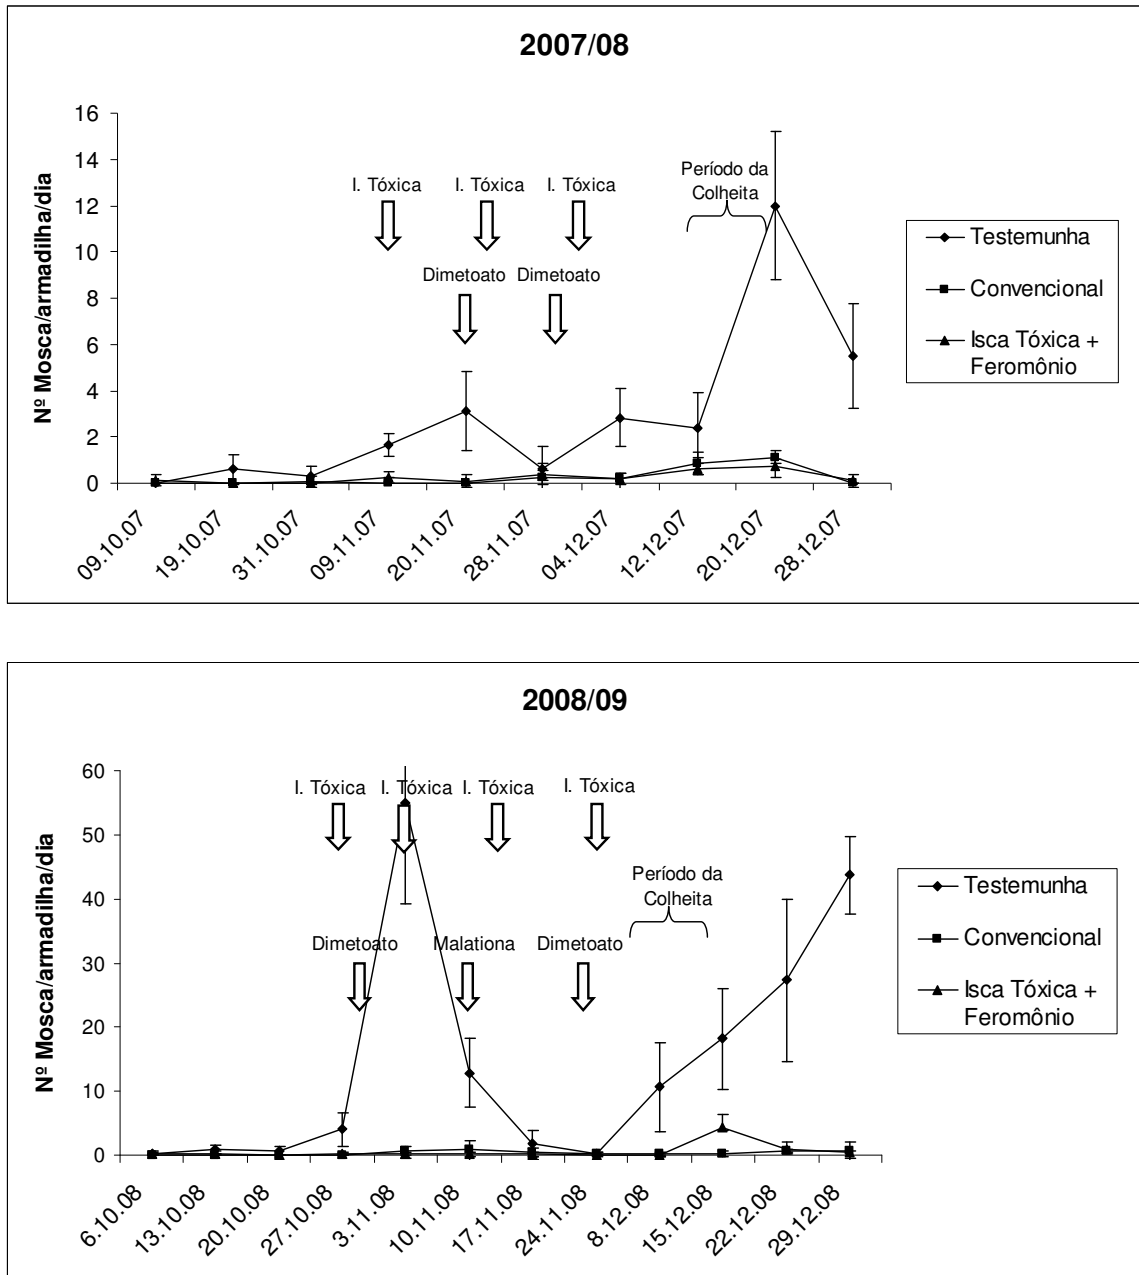 2007/08
Nº Mosca/armadilha/dia
16
14
12
10
8
6
4
2
0
I. Tóxica
I. Tóxica
I. Tóxica
Dimetoato
Dimetoato
Período da
Colheita
09.10.07
19.10.07
31.10.07
09.11.07
20.11.07
28.11.07
04.12.07
12.12.07
20.12.07
28.12.07
Testemunha
Convencional
Isca Tóxica +
Feromônio
2008/09
Nº Mosca/armadilha/dia
60
50
40
30
20
10
0
I. Tóxica
I. Tóxica
I. Tóxica
I. Tóxica
Dimetoato
Malationa
Dimetoato
Período da
Colheita
6.10.08
13.10.08
20.10.08
27.10.08
3.11.08
10.11.08
17.11.08
24.11.08
8.12.08
15.12.08
22.12.08
29.12.08
Testemunha
Convencional
Isca Tóxica +
Feromônio